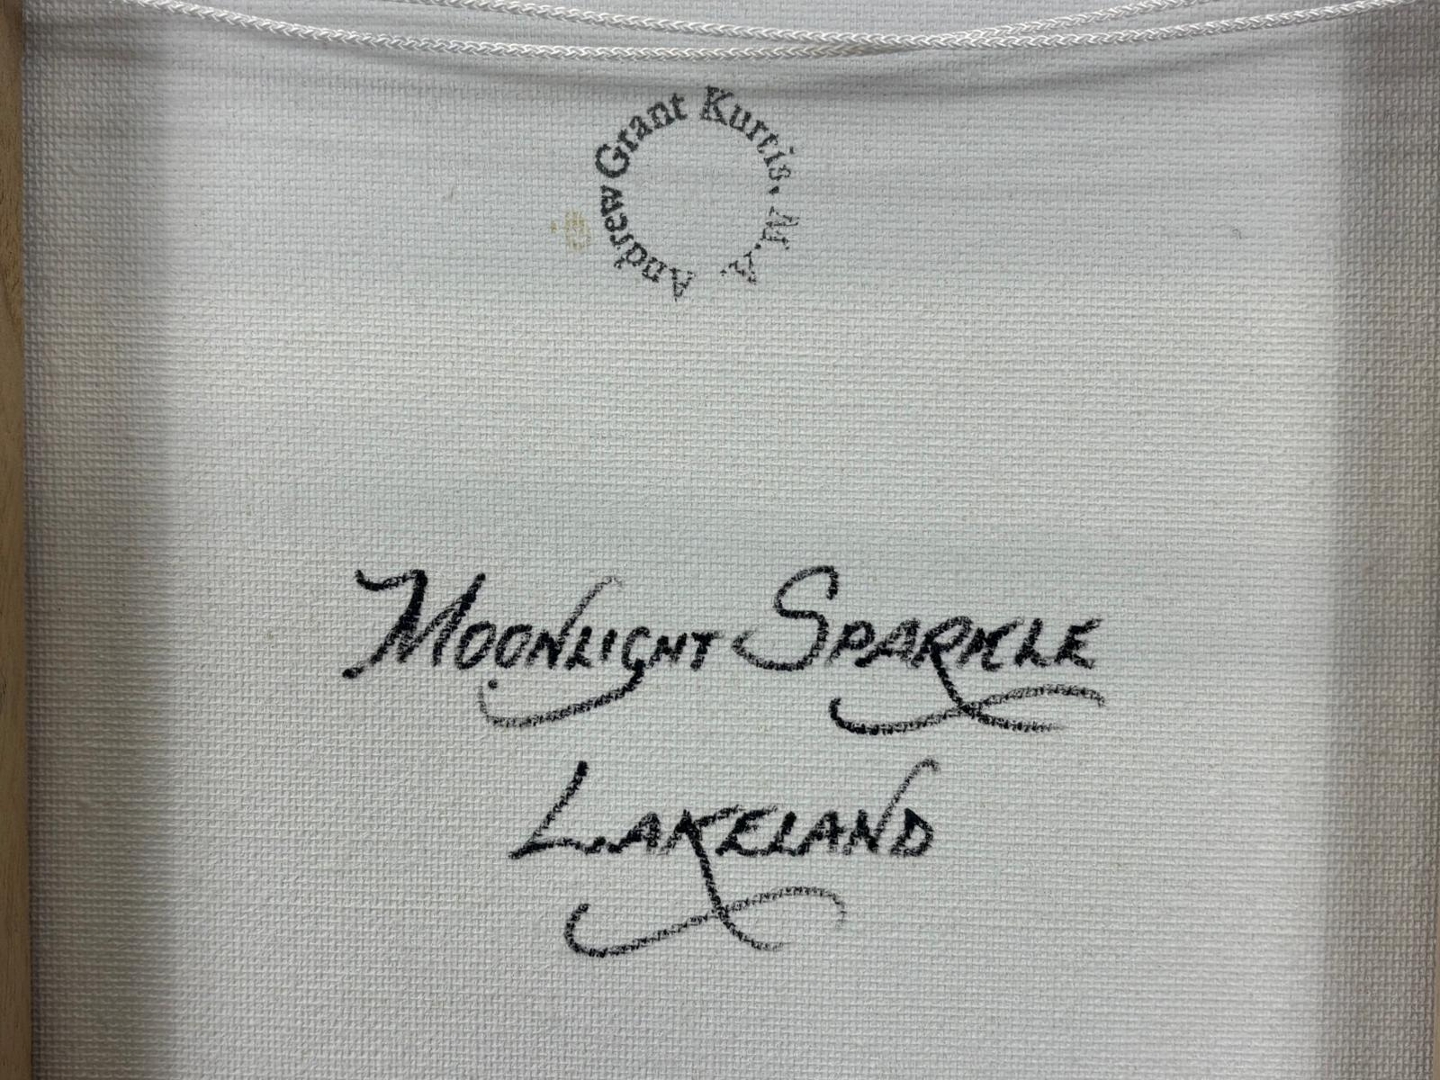 Andrew Grant Kurtis. M.A
Moonlight Sparkle
Lakeland